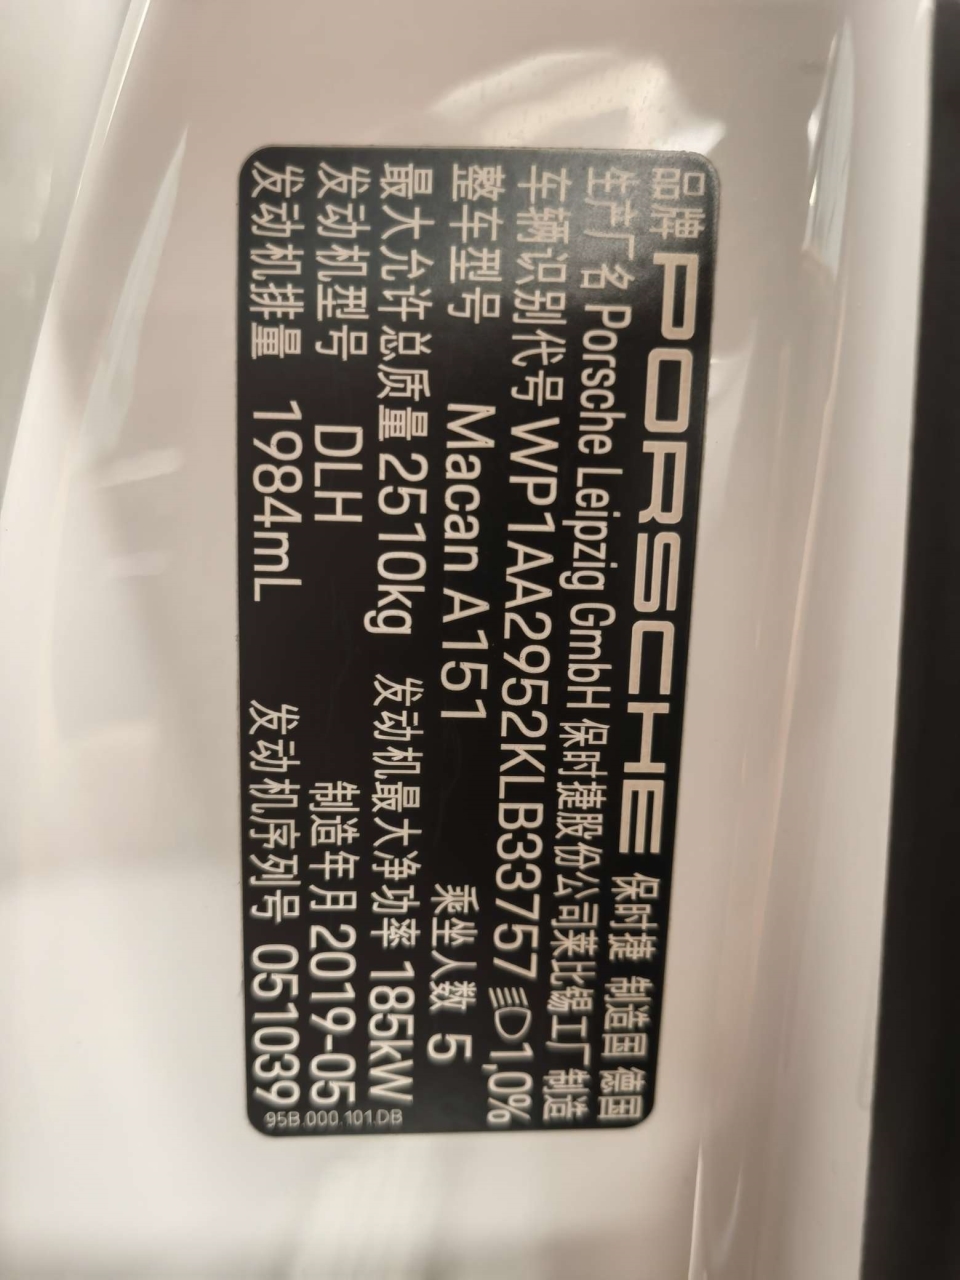 品牌 PORSCHE 保时捷 制造国 德国
生产厂名 Porsche Leipzig GmbH 保时捷股份公司莱比锡工厂 制造
车辆识别代号 WP1AA2952KLB33757 1,0%
整车型号 Macan A151 乘坐人数 5
最大允许总质量 2510kg 发动机最大净功率 185kW
发动机型号 DLH 制造年月 2019-05
发动机排量 1984mL 发动机序列号 051039
95B.000.101.DB